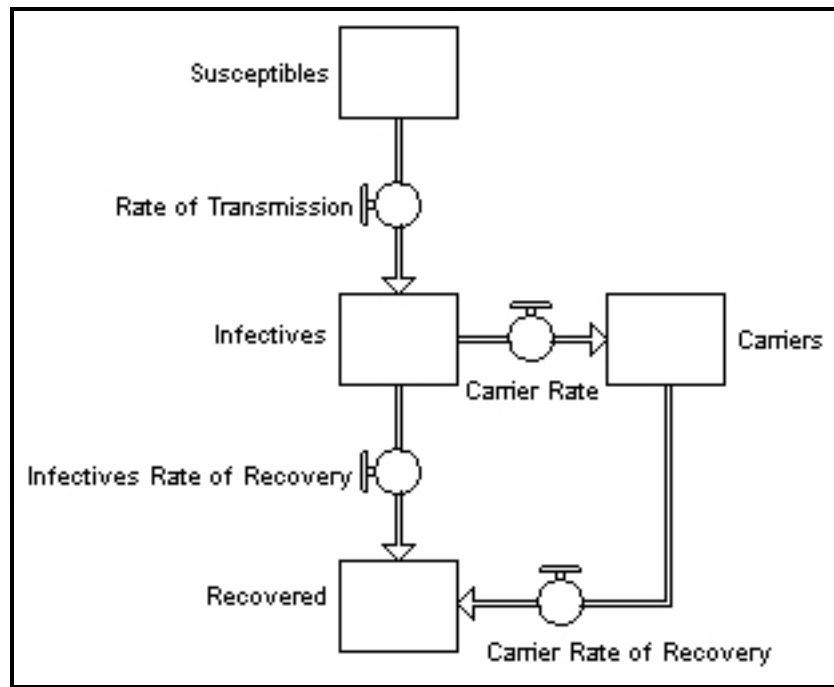 Susceptibles
Rate of Transmission
Infectives
Carriers
Carrier Rate
Infectives Rate of Recovery
Recovered
Carrier Rate of Recovery